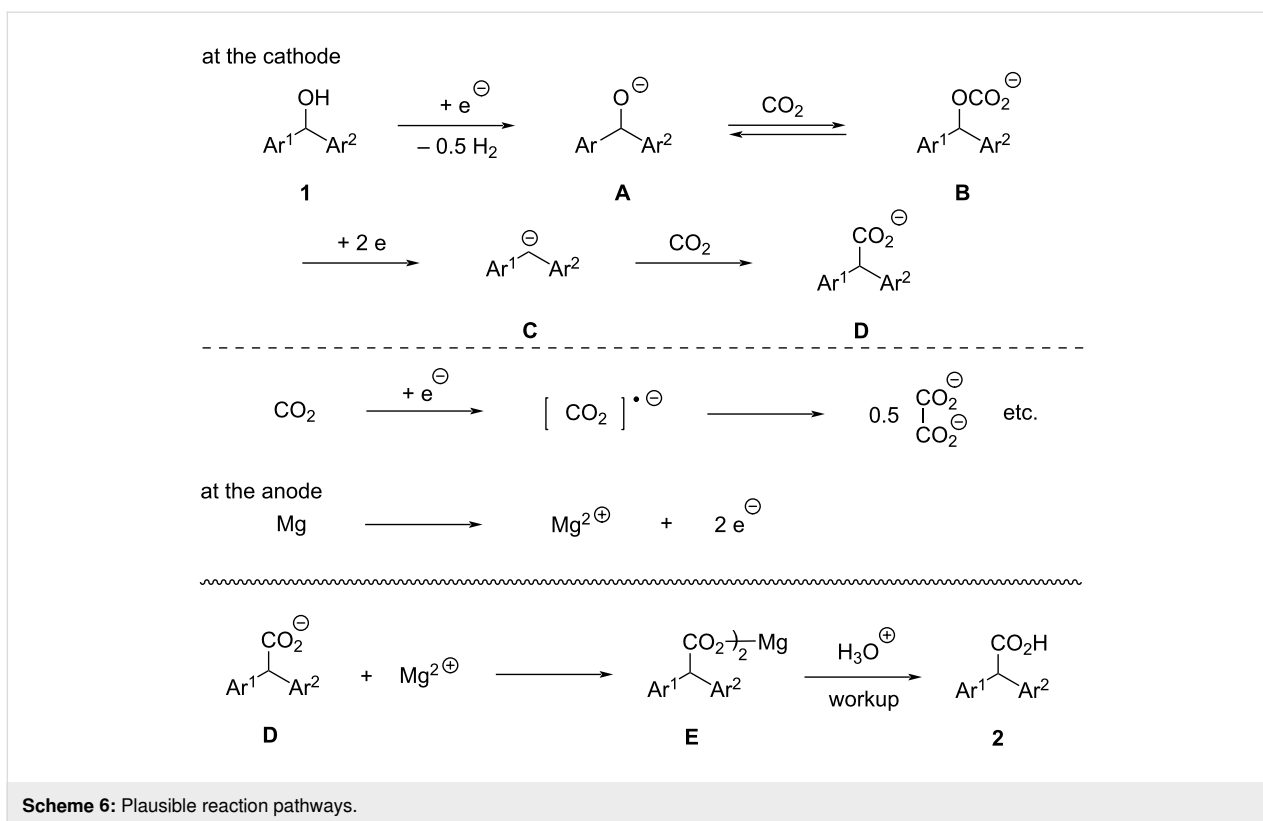 at the cathode
OH
Ar¹ Ar²
1
+ e⊖
– 0.5 H₂
O⊖
Ar Ar²
A
CO₂
OCO₂⊖
Ar¹ Ar²
B
+ 2 e
⊖
Ar¹ Ar²
C
CO₂
CO₂⊖
Ar¹ Ar²
D
CO₂
+ e⊖
[ CO₂ ]•⊖
0.5
CO₂⊖
CO₂⊖
etc.
at the anode
Mg
Mg²⊕ + 2 e⊖
CO₂⊖
Ar¹ Ar²
D
+ Mg²⊕
CO₂)₂Mg
Ar¹ Ar²
E
H₃O⊕
workup
CO₂H
Ar¹ Ar²
2
Scheme 6: Plausible reaction pathways.